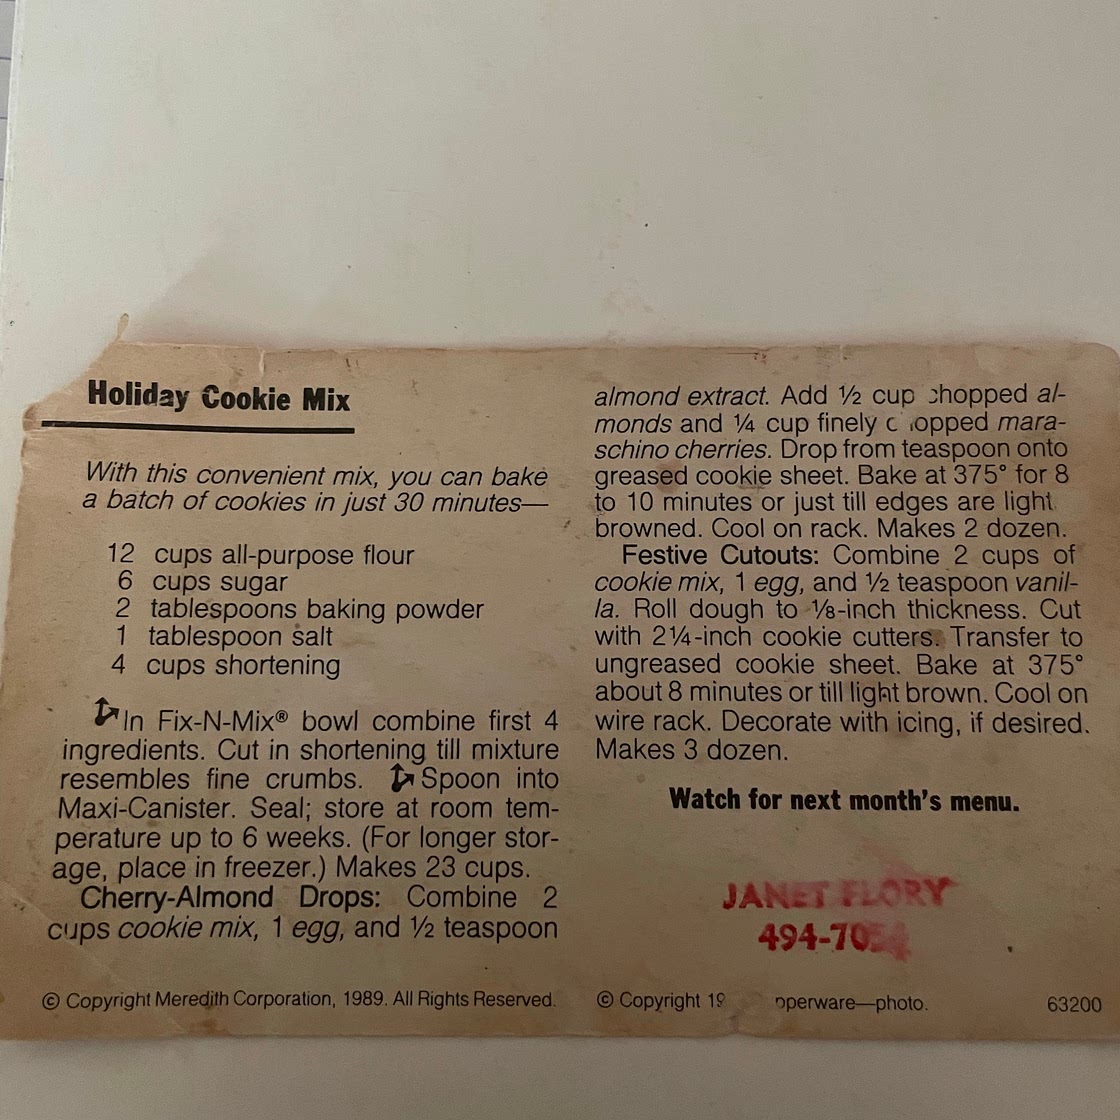 Holiday Cookie Mix
With this convenient mix, you can bake
a batch of cookies in just 30 minutes—
12 cups all-purpose flour
6 cups sugar
2 tablespoons baking powder
1 tablespoon salt
4 cups shortening
In Fix-N-Mix® bowl combine first 4
ingredients. Cut in shortening till mixture
resembles fine crumbs. Spoon into
Maxi-Canister. Seal; store at room tem-
perature up to 6 weeks. (For longer stor-
age, place in freezer.) Makes 23 cups.
Cherry-Almond Drops: Combine 2
cups cookie mix, 1 egg, and ½ teaspoon
almond extract. Add ½ cup chopped al-
monds and ¼ cup finely chopped mara-
schino cherries. Drop from teaspoon onto
greased cookie sheet. Bake at 375° for 8
to 10 minutes or just till edges are light
browned. Cool on rack. Makes 2 dozen.
Festive Cutouts: Combine 2 cups of
cookie mix, 1 egg, and ½ teaspoon vanil-
la. Roll dough to ⅛-inch thickness. Cut
with 2¼-inch cookie cutters. Transfer to
ungreased cookie sheet. Bake at 375°
about 8 minutes or till light brown. Cool on
wire rack. Decorate with icing, if desired.
Makes 3 dozen.
Watch for next month's menu.
JANET FLORY
© Copyright Meredith Corporation, 1989. All Rights Reserved.
© Copyright pperware—photo.
63200